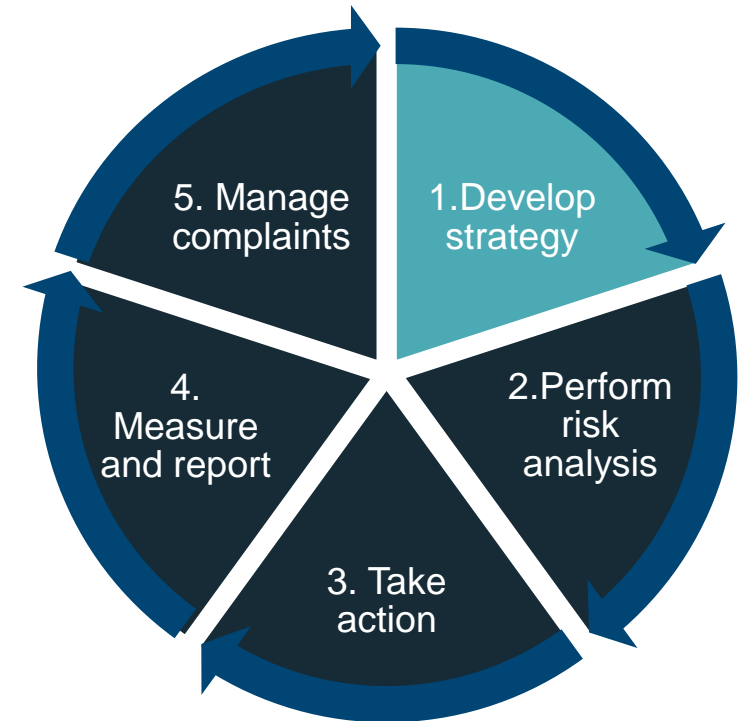 1.Develop
strategy
2.Perform
risk
analysis
3. Take
action
4.
Measure
and report
5. Manage
complaints